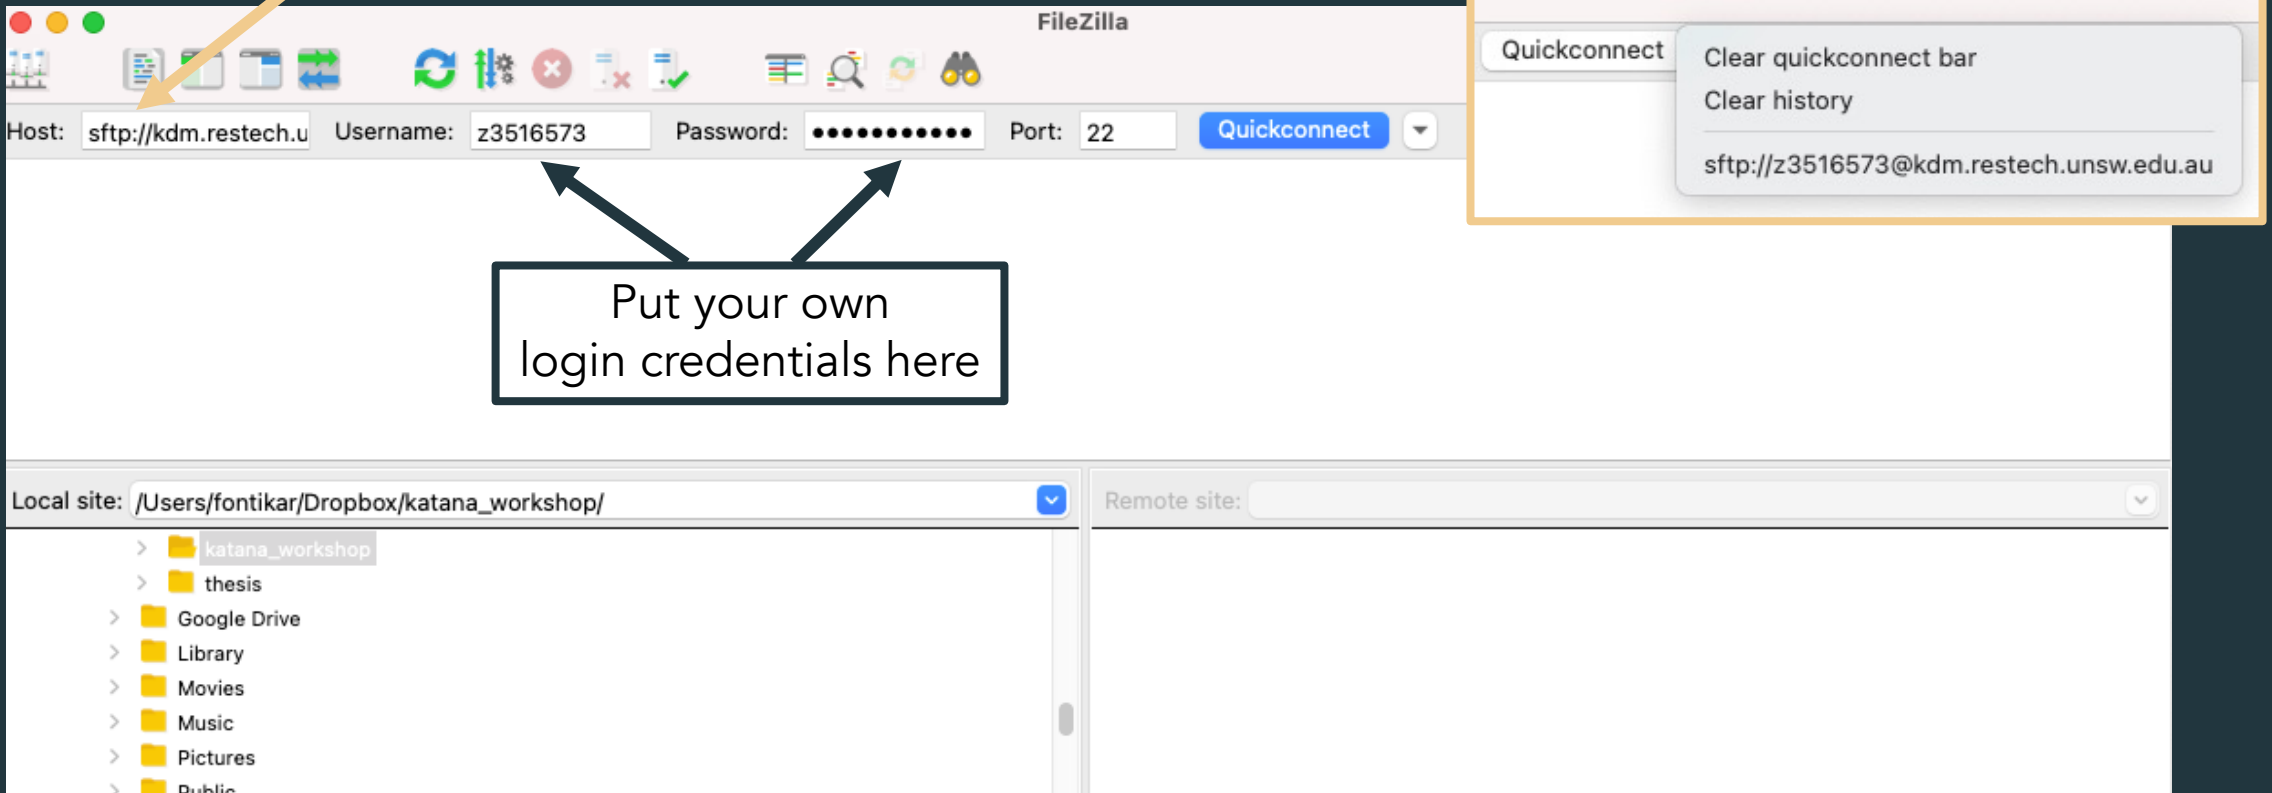 FileZilla
Host: sftp://kdm.restech.u Username: z3516573 Password: ●●●●●●●●●●● Port: 22 Quickconnect
Quickconnect
Clear quickconnect bar
Clear history
sftp://z3516573@kdm.restech.unsw.edu.au
Put your own
login credentials here
Local site: /Users/fontikar/Dropbox/katana_workshop/
Remote site:
katana_workshop
thesis
Google Drive
Library
Movies
Music
Pictures
Public